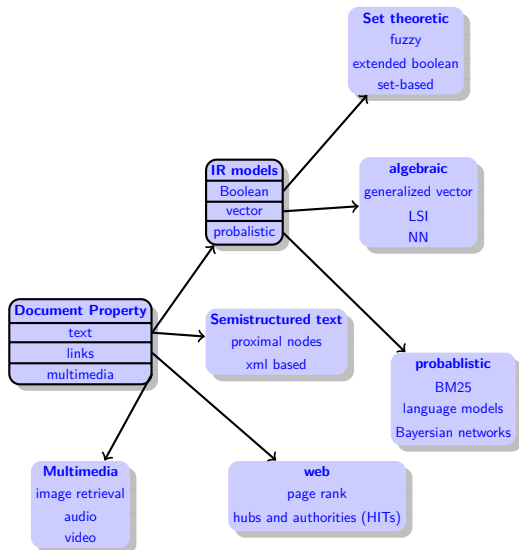 Set theoretic
fuzzy
extended boolean
set-based
IR models
Boolean
vector
probalistic
algebraic
generalized vector
LSI
NN
Document Property
text
links
multimedia
Semistructured text
proximal nodes
xml based
probablistic
BM25
language models
Bayersian networks
Multimedia
image retrieval
audio
video
web
page rank
hubs and authorities (HITs)